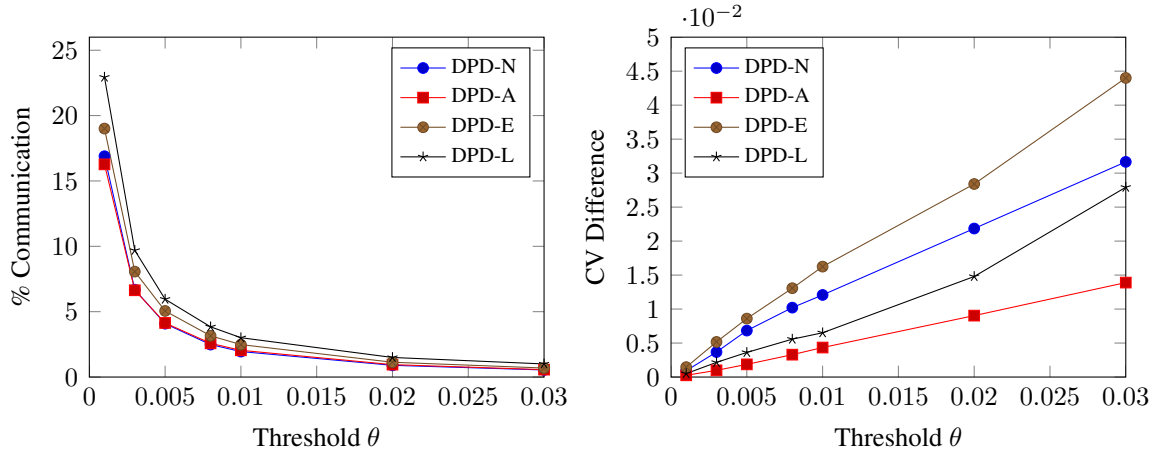 % Communication
25
20
15
10
5
0
0 0.005 0.01 0.015 0.02 0.025 0.03
Threshold θ
DPD-N
DPD-A
DPD-E
DPD-L
·10−2
CV Difference
5
4.5
4
3.5
3
2.5
2
1.5
1
0.5
0
0 0.005 0.01 0.015 0.02 0.025 0.03
Threshold θ
DPD-N
DPD-A
DPD-E
DPD-L